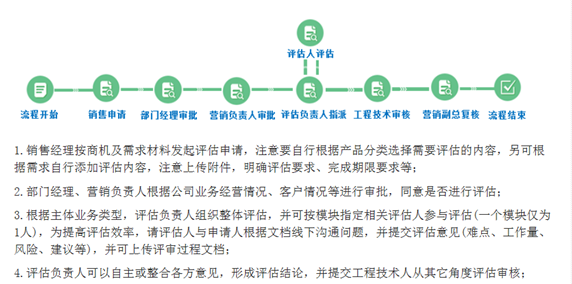 评估人评估
流程开始 销售申请 部门经理审批 营销负责人审批 评估负责人指派 工程技术审核 营销副总复核 流程结束
1.销售经理按商机及需求材料发起评估申请，注意要自行根据产品分类选择需要评估的内容，另可根
据需求自行添加评估内容，注意上传附件，明确评估要求、完成期限要求等；
2.部门经理、营销负责人根据公司业务经营情况、客户情况等进行审批，同意是否进行评估；
3.根据主体业务类型，评估负责人组织整体评估，并可按模块指定相关评估人参与评估(一个模块仅为
1人)，为提高评估效率，请评估人与申请人根据文档线下沟通问题，并提交评估意见(难点、工作量、
风险、建议等)，并可上传评审过程文档；
4.评估负责人可以自主或整合各方意见，形成评估结论，并提交工程技术人从其它角度评估审核；